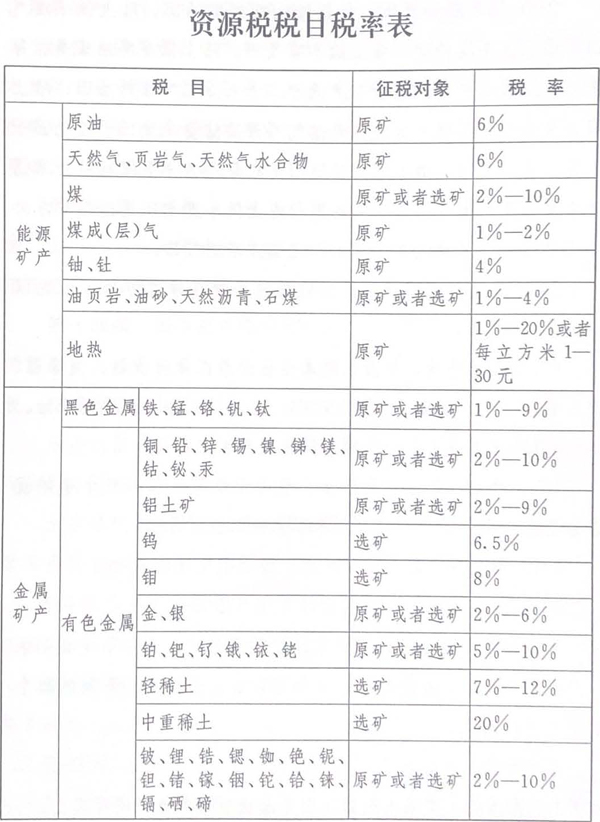 资源税税目税率表
税 目 征税对象 税 率
能源矿产
原油 原矿 6%
天然气、页岩气、天然气水合物 原矿 6%
煤 原矿或者选矿 2%—10%
煤成(层)气 原矿 1%—2%
铀、钍 原矿 4%
油页岩、油砂、天然沥青、石煤 原矿或者选矿 1%—4%
地热 原矿 1%—20%或者
每立方米 1—
30元
金属矿产
黑色金属 铁、锰、铬、钒、钛 原矿或者选矿 1%—9%
有色金属
铜、铅、锌、锡、镍、锑、镁、
钴、铋、汞 原矿或者选矿 2%—10%
铝土矿 原矿或者选矿 2%—9%
钨 选矿 6.5%
钼 选矿 8%
金、银 原矿或者选矿 2%—6%
铂、钯、钌、锇、铱、铑 原矿或者选矿 5%—10%
轻稀土 选矿 7%—12%
中重稀土 选矿 20%
铍、锂、锆、锶、铷、铯、铌、
钽、锗、镓、铟、铊、铪、铼、
镉、硒、碲 原矿或者选矿 2%—10%